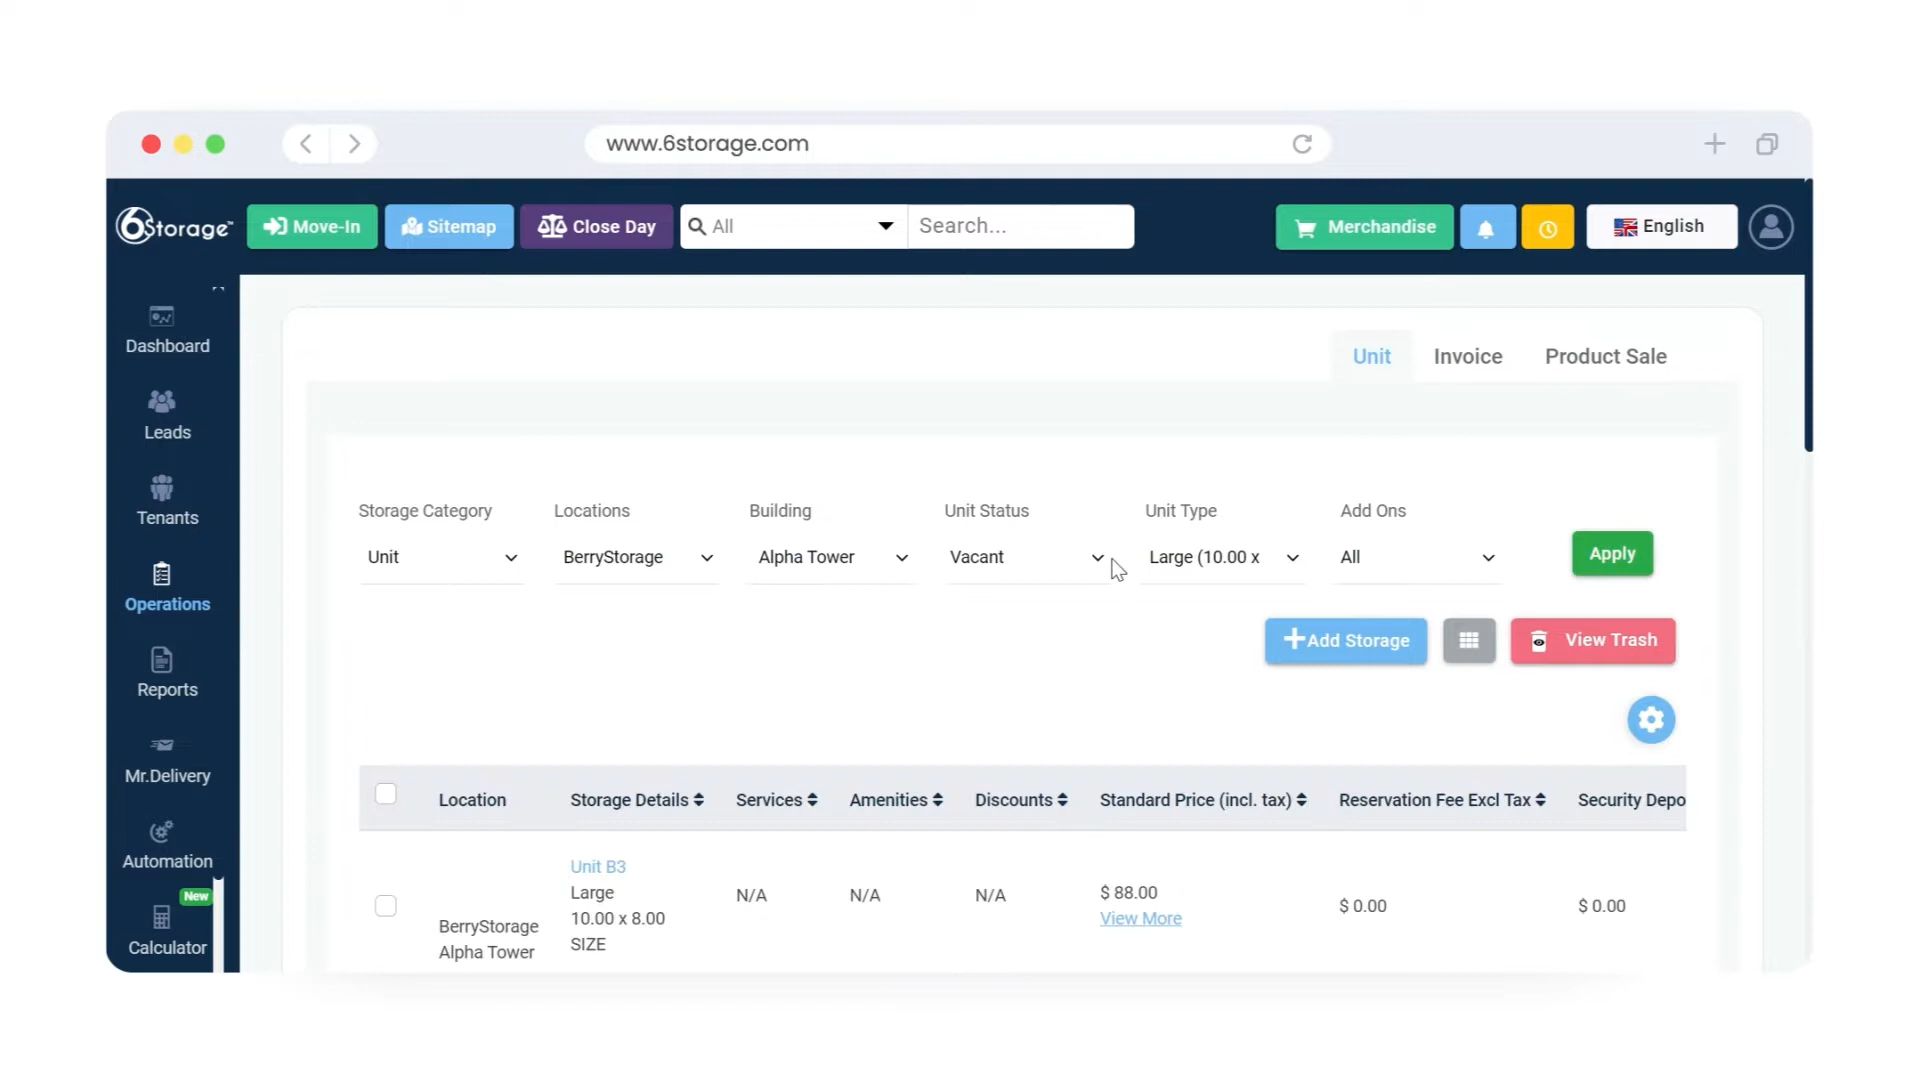 www.6storage.com
6Storage™
Move-In
Sitemap
Close Day
All
Search...
Merchandise
English
Dashboard
Leads
Tenants
Operations
Reports
Mr.Delivery
Automation
New
Calculator
Unit
Invoice
Product Sale
Storage Category
Locations
Building
Unit Status
Unit Type
Add Ons
Unit
BerryStorage
Alpha Tower
Vacant
Large (10.00 x
All
Apply
Add Storage
View Trash
Location
Storage Details
Services
Amenities
Discounts
Standard Price (incl. tax)
Reservation Fee Excl Tax
Security Depo
BerryStorage
Alpha Tower
Unit B3
Large
10.00 x 8.00
SIZE
N/A
N/A
N/A
$ 88.00
View More
$ 0.00
$ 0.00